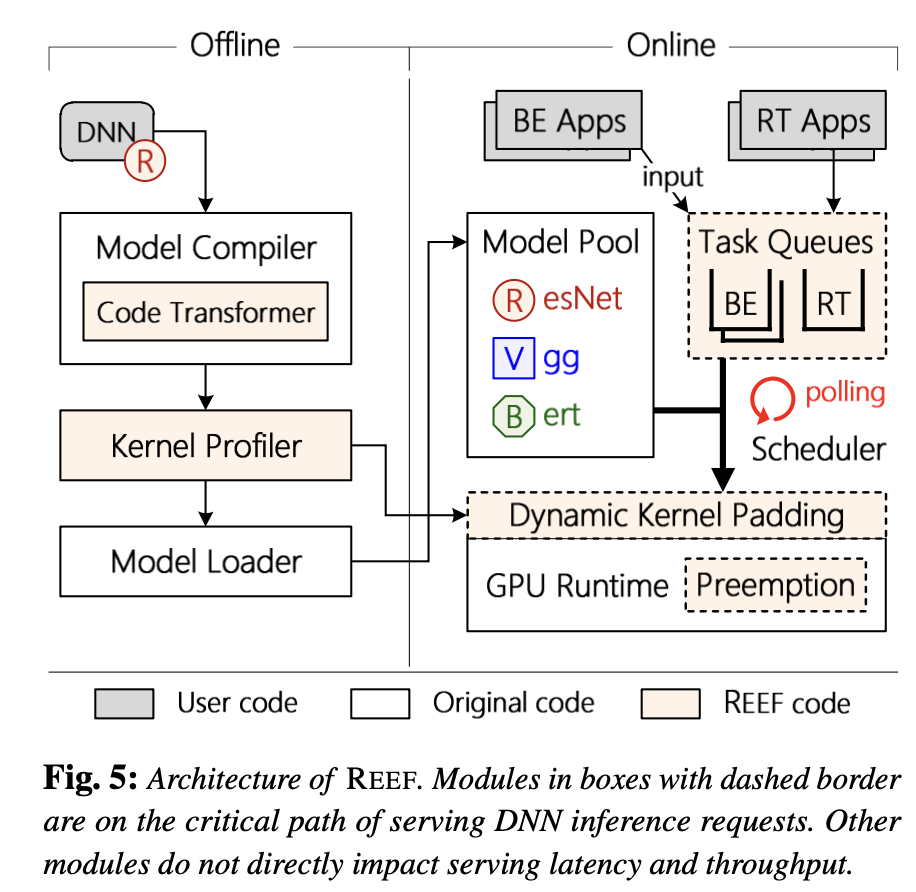 Offline
Online
DNN
R
BE Apps
RT Apps
input
Model Compiler
Code Transformer
Model Pool
R esNet
V gg
B ert
Task Queues
BE
RT
polling
Scheduler
Kernel Profiler
Dynamic Kernel Padding
Model Loader
GPU Runtime
Preemption
User code
Original code
REEF code
Fig. 5: Architecture of REEF. Modules in boxes with dashed border
are on the critical path of serving DNN inference requests. Other
modules do not directly impact serving latency and throughput.